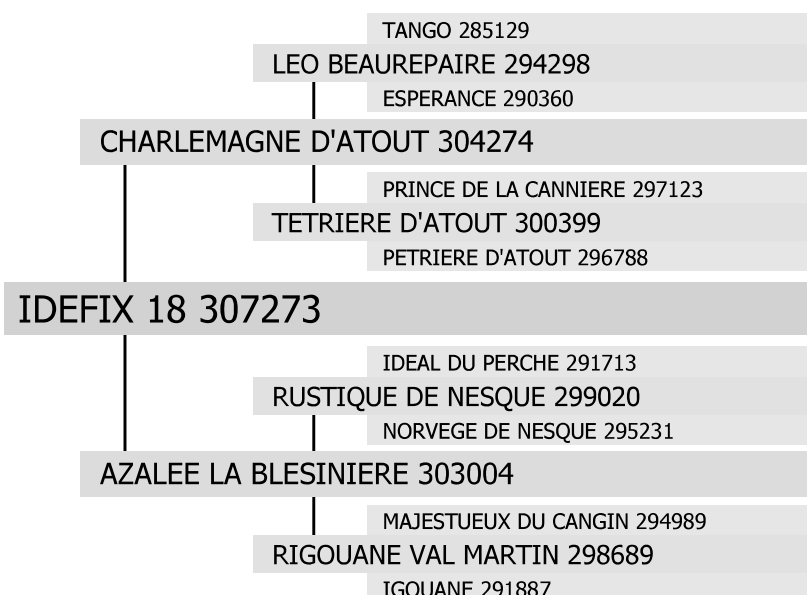 TANGO 285129
LEO BEAUREPAIRE 294298
ESPERANCE 290360
CHARLEMAGNE D'ATOUT 304274
PRINCE DE LA CANNIERE 297123
TETRIERE D'ATOUT 300399
PETRIERE D'ATOUT 296788
IDEFIX 18 307273
IDEAL DU PERCHE 291713
RUSTIQUE DE NESQUE 299020
NORVEGE DE NESQUE 295231
AZALEE LA BLESINIERE 303004
MAJESTUEUX DU CANGIN 294989
RIGOUANE VAL MARTIN 298689
IGOUANE 291887